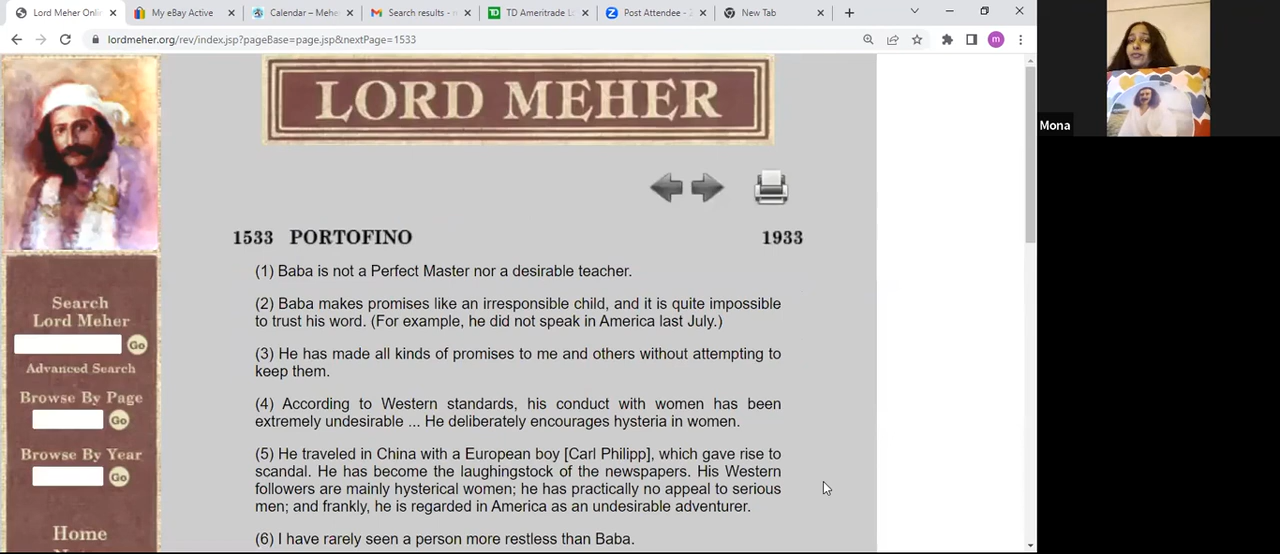 Lord Meher Onli
My eBay Active
Calendar – Mehe
Search results - m
TD Ameritrade Lo
Post Attendee - Z
New Tab
lordmeher.org/rev/index.jsp?pageBase=page.jsp&nextPage=1533
m
LORD MEHER
1533 PORTOFINO 1933
(1) Baba is not a Perfect Master nor a desirable teacher.
(2) Baba makes promises like an irresponsible child, and it is quite impossible
to trust his word. (For example, he did not speak in America last July.)
(3) He has made all kinds of promises to me and others without attempting to
keep them.
(4) According to Western standards, his conduct with women has been
extremely undesirable ... He deliberately encourages hysteria in women.
(5) He traveled in China with a European boy [Carl Philipp], which gave rise to
scandal. He has become the laughingstock of the newspapers. His Western
followers are mainly hysterical women; he has practically no appeal to serious
men; and frankly, he is regarded in America as an undesirable adventurer.
(6) I have rarely seen a person more restless than Baba.
Search
Lord Meher
Go
Advanced Search
Browse By Page
Go
Browse By Year
Go
Home
Mona